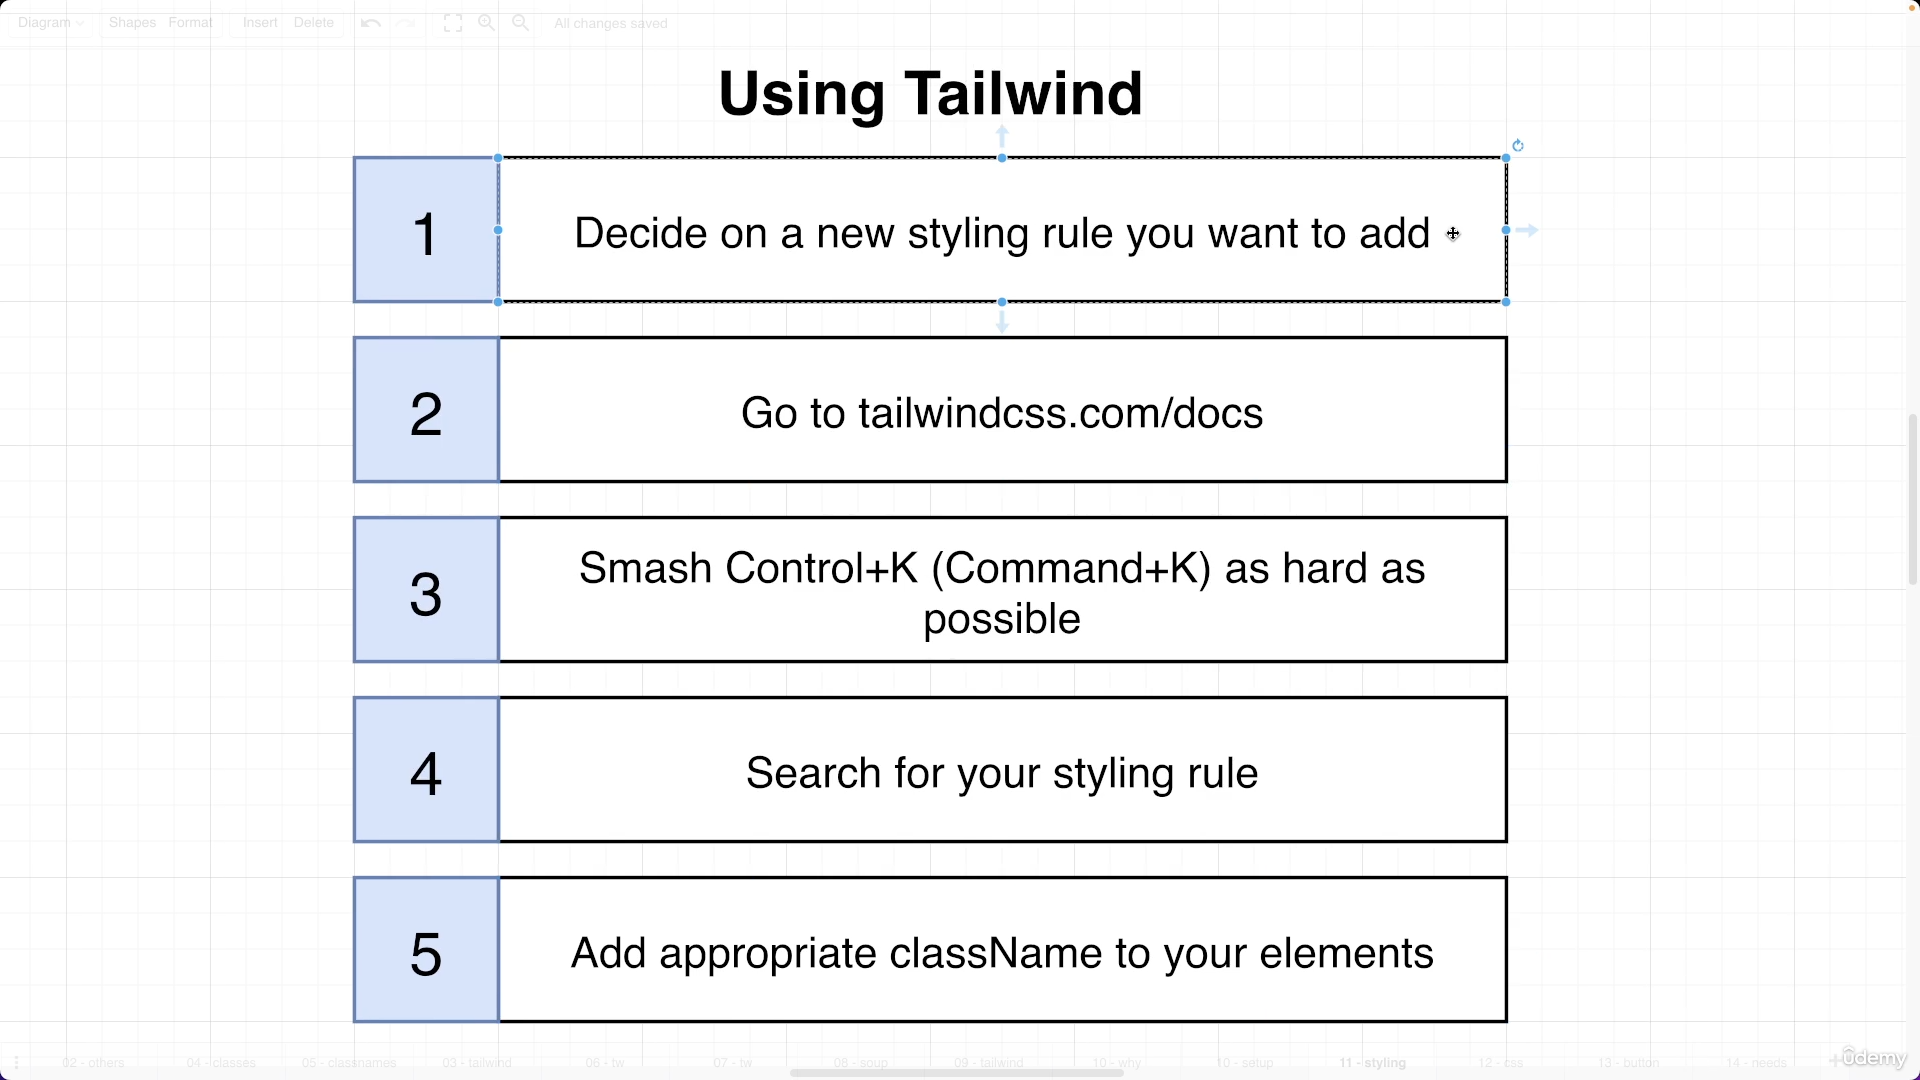 Diagram Shapes Format Insert Delete All changes saved
Using Tailwind
1
Decide on a new styling rule you want to add
2
Go to tailwindcss.com/docs
3
Smash Control+K (Command+K) as hard as
possible
4
Search for your styling rule
5
Add appropriate className to your elements
02 - others 04 - classes 05 - classnames 03 - tailwind 06 - tw 07 - tw 08 - soup 09 - tailwind 10 - why 10 - setup 11 - styling 12 - css 13 - button 14 - needs
ûdemy